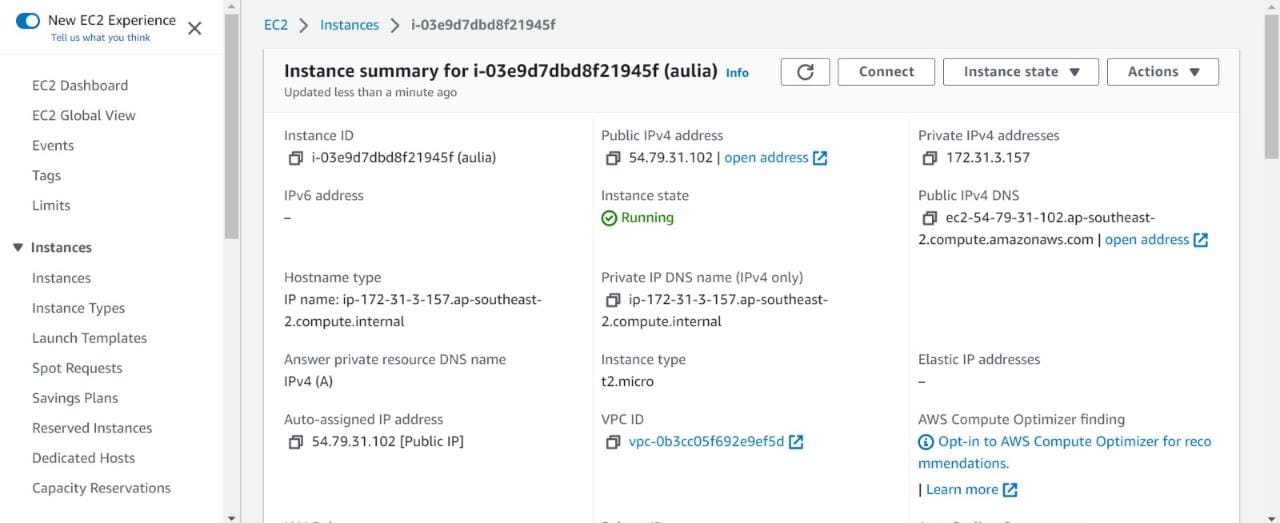 New EC2 Experience
Tell us what you think
EC2 Dashboard
EC2 Global View
Events
Tags
Limits
Instances
Instances
Instance Types
Launch Templates
Spot Requests
Savings Plans
Reserved Instances
Dedicated Hosts
Capacity Reservations
EC2 > Instances > i-03e9d7dbd8f21945f
Instance summary for i-03e9d7dbd8f21945f (aulia) Info
Updated less than a minute ago
Connect
Instance state
Actions
Instance ID
i-03e9d7dbd8f21945f (aulia)
Public IPv4 address
54.79.31.102 | open address
Private IPv4 addresses
172.31.3.157
IPv6 address
–
Instance state
Running
Public IPv4 DNS
ec2-54-79-31-102.ap-southeast-
2.compute.amazonaws.com | open address
Hostname type
IP name: ip-172-31-3-157.ap-southeast-
2.compute.internal
Private IP DNS name (IPv4 only)
ip-172-31-3-157.ap-southeast-
2.compute.internal
Answer private resource DNS name
IPv4 (A)
Instance type
t2.micro
Elastic IP addresses
–
Auto-assigned IP address
54.79.31.102 [Public IP]
VPC ID
vpc-0b3cc05f692e9ef5d
AWS Compute Optimizer finding
Opt-in to AWS Compute Optimizer for reco
mmendations.
| Learn more